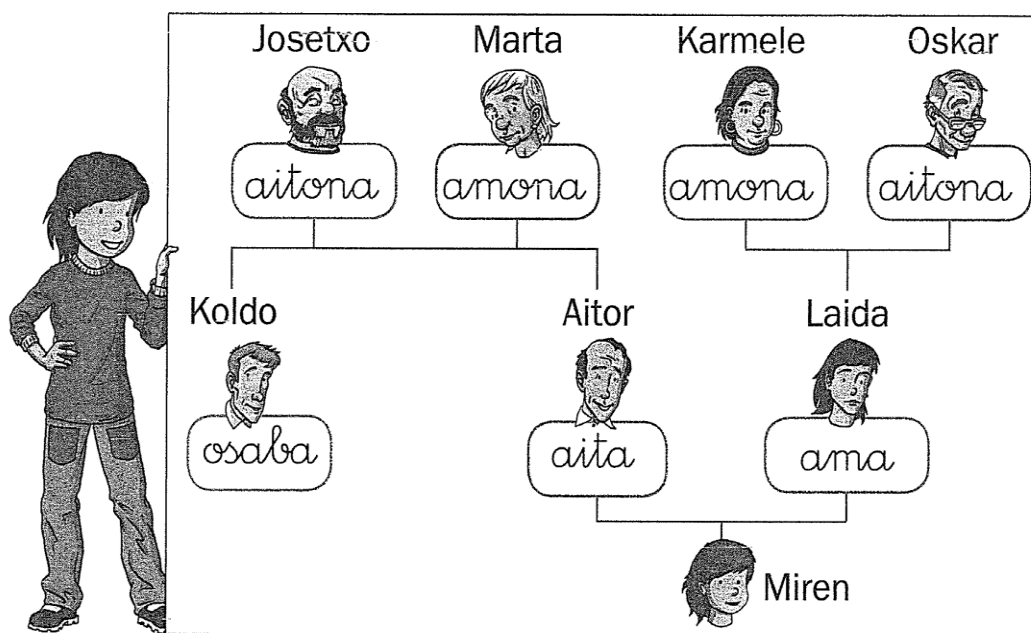 Josetxo Marta Karmele Oskar
aitona amona amona aitona
Koldo Aitor Laida
osaba aita ama
Miren